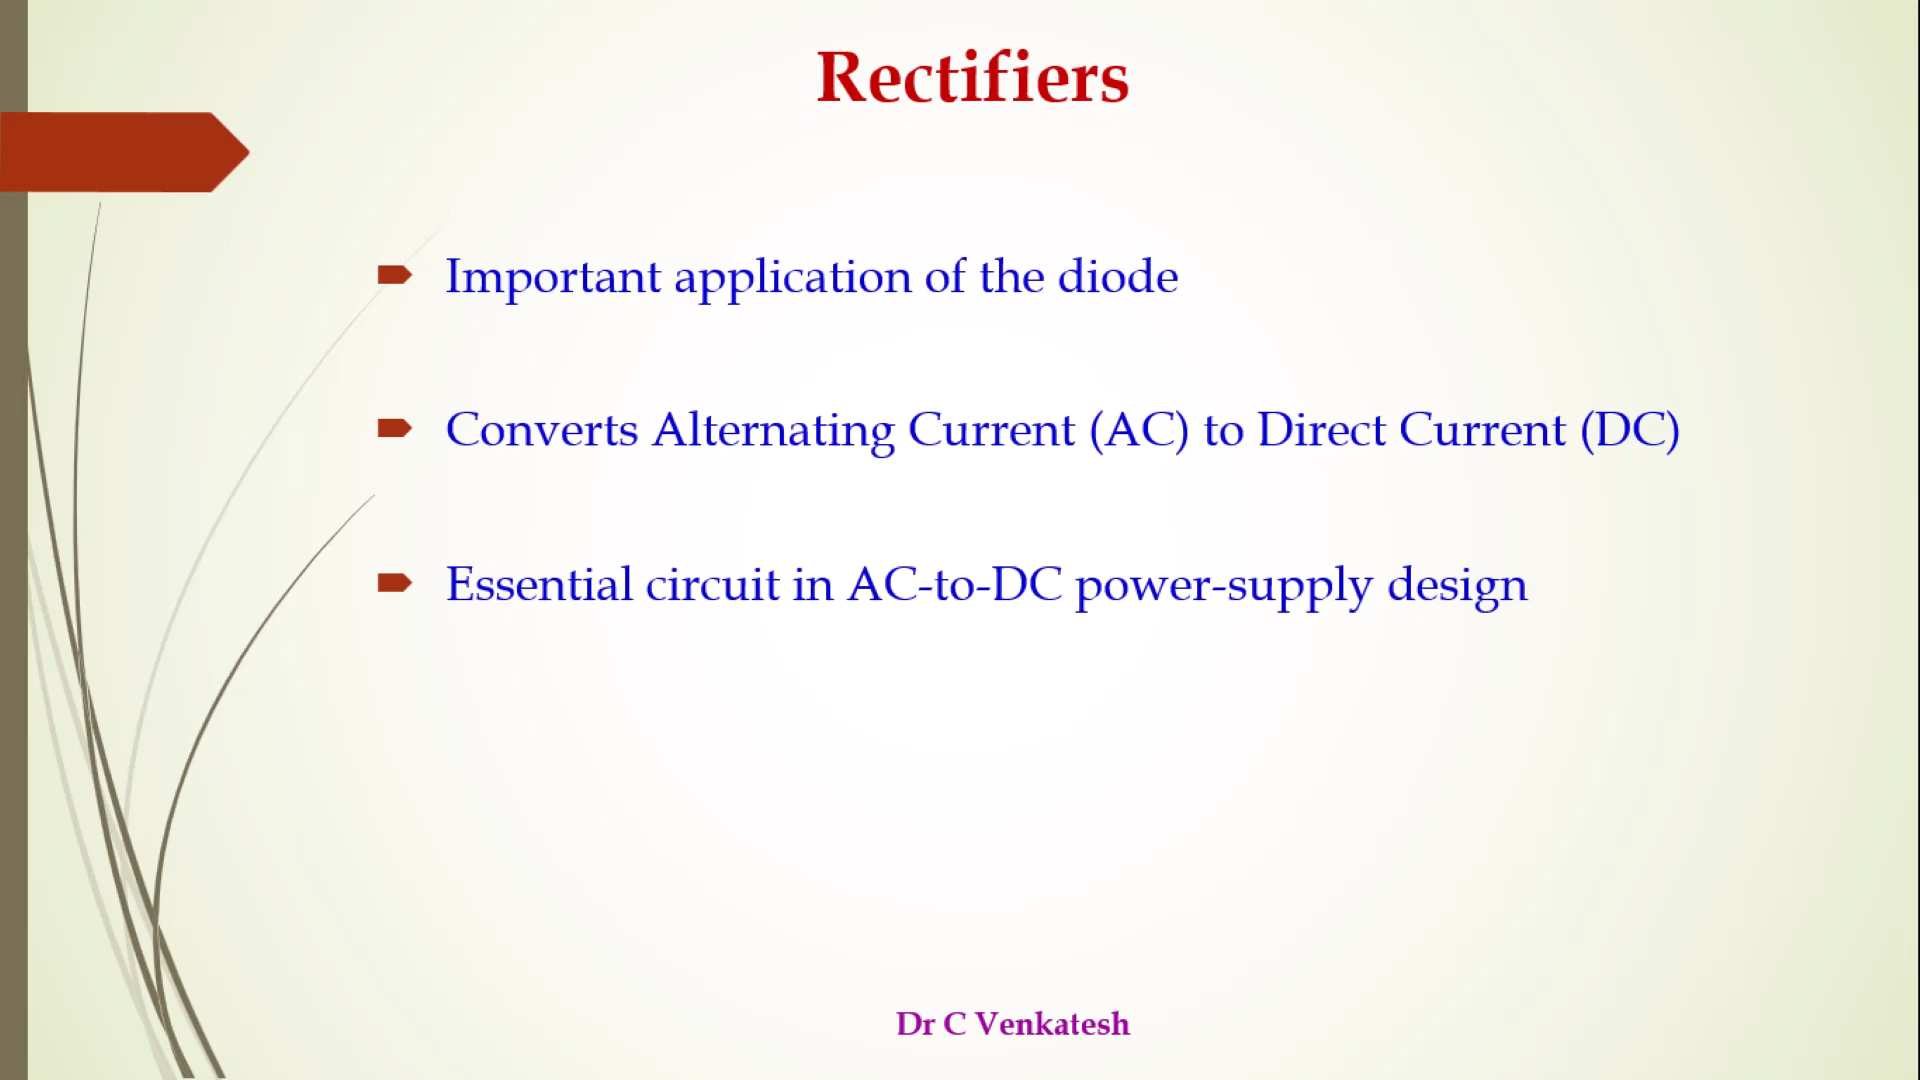 Rectifiers
Important application of the diode
Converts Alternating Current (AC) to Direct Current (DC)
Essential circuit in AC-to-DC power-supply design
Dr C Venkatesh